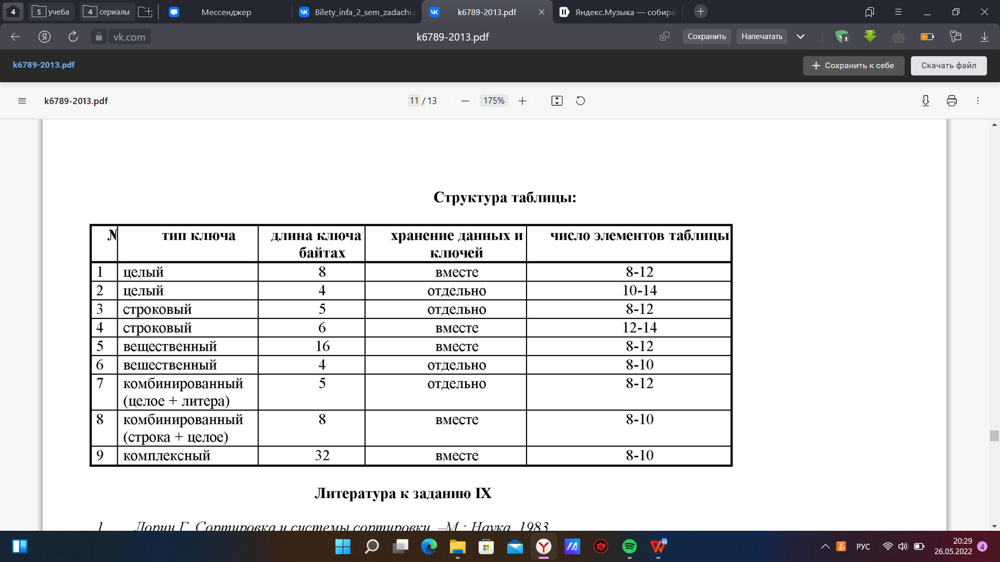 4
5 учеба
4 сериалы
Мессенджер
Bilety_infa_2_sem_zadachi.
k6789-2013.pdf
Яндекс.Музыка — собира
vk.com
k6789-2013.pdf
Сохранить
Напечатать
1
k6789-2013.pdf
Сохранить к себе
Скачать файл
k6789-2013.pdf
11 / 13
175%
Структура таблицы:
№ тип ключа длина ключа байтах хранение данных и ключей число элементов таблицы
1 целый 8 вместе 8-12
2 целый 4 отдельно 10-14
3 строковый 5 отдельно 8-12
4 строковый 6 вместе 12-14
5 вещественный 16 вместе 8-12
6 вешественный 4 отдельно 8-10
7 комбинированный 5 отдельно 8-12
(целое + литера)
8 комбинированный 8 вместе 8-10
(строка + целое)
9 комплексный 32 вместе 8-10
Литература к заданию IX
1. Лорин Г. Сортировка и системы сортировки. –М.: Наука, 1983
РУС
20:29
26.05.2022
4